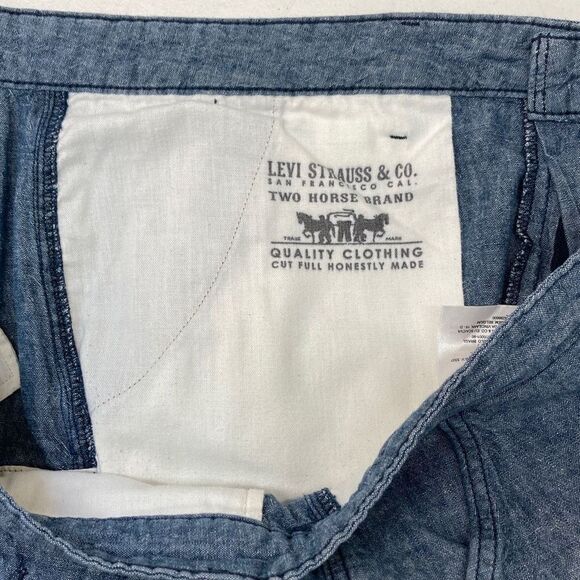 LEVI STRAUSS & CO.
SAN FRANCISCO CAL.
TWO HORSE BRAND
TRADE MARK
QUALITY CLOTHING
CUT FULL HONESTLY MADE